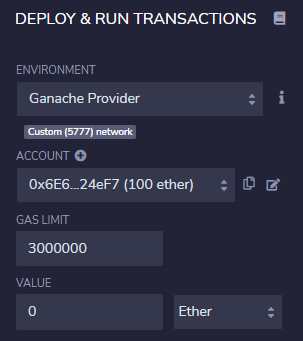 DEPLOY & RUN TRANSACTIONS
ENVIRONMENT
Ganache Provider
Custom (5777) network
ACCOUNT
0x6E6...24eF7 (100 ether)
GAS LIMIT
3000000
VALUE
0 Ether